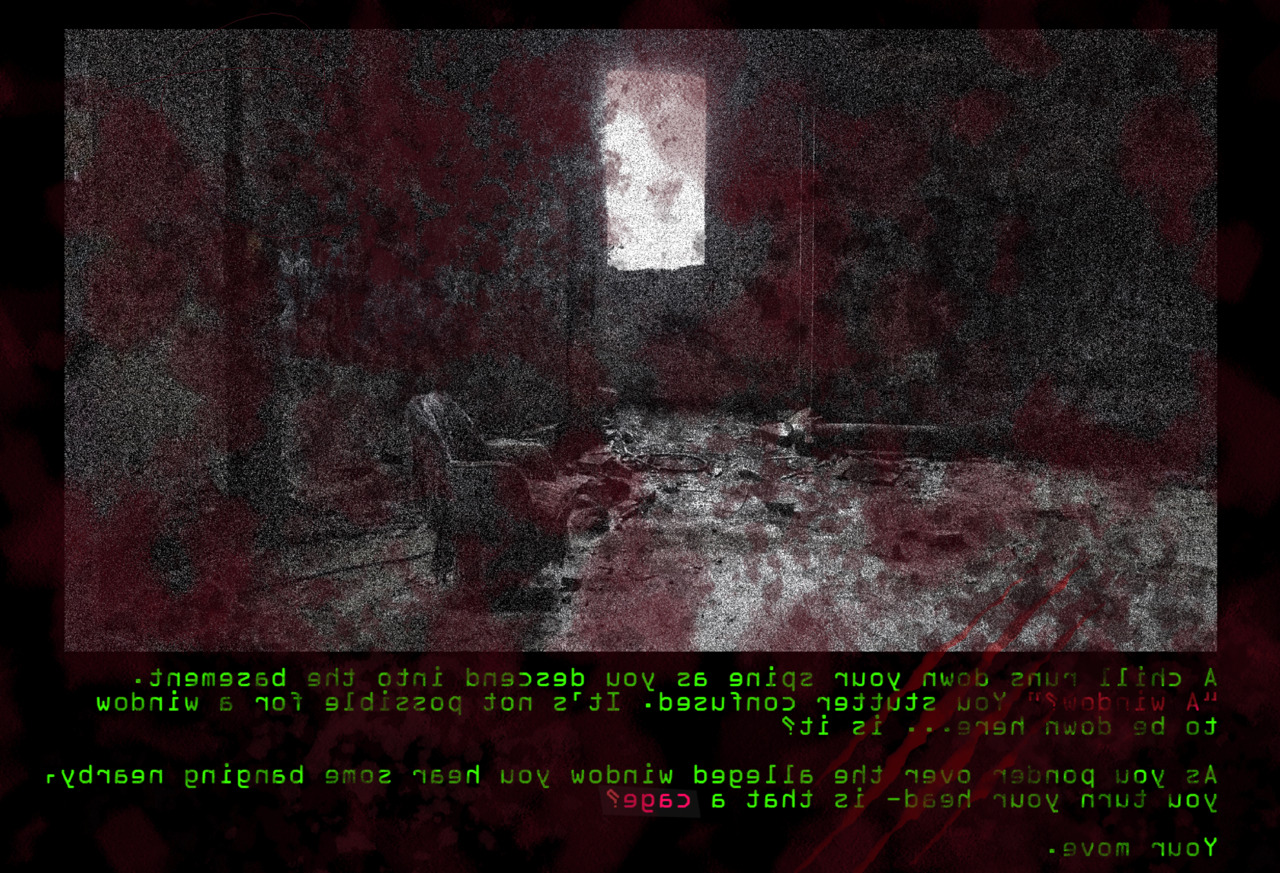 A chill runs down your spine as you descend into the basement.
"A window?" You stutter confused. It's not possible for a window
to be down here... is it?
As you ponder over the alleged window you hear some banging nearby,
you turn your head- is that a cage?
Your move.